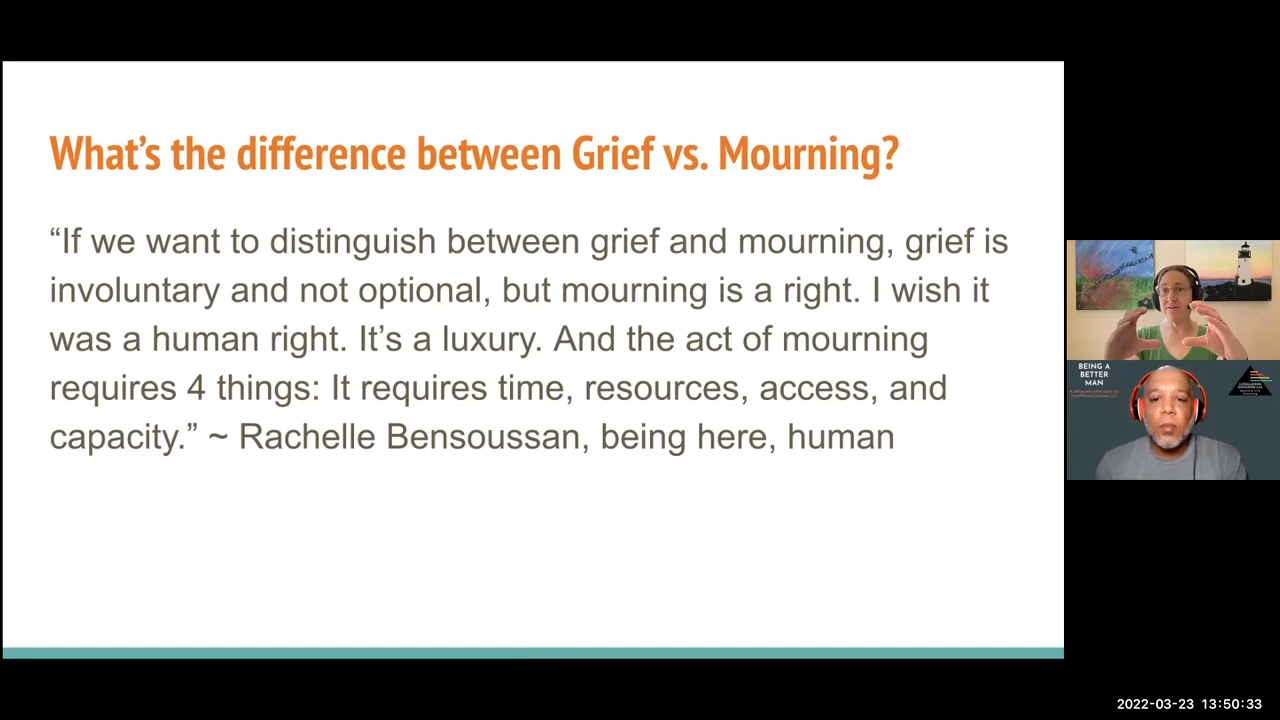 What’s the difference between Grief vs. Mourning?
“If we want to distinguish between grief and mourning, grief is
involuntary and not optional, but mourning is a right. I wish it
was a human right. It’s a luxury. And the act of mourning
requires 4 things: It requires time, resources, access, and
capacity.” ~ Rachelle Bensoussan, being here, human
BEING A
BETTER
MAN
2022-03-23 13:50:33